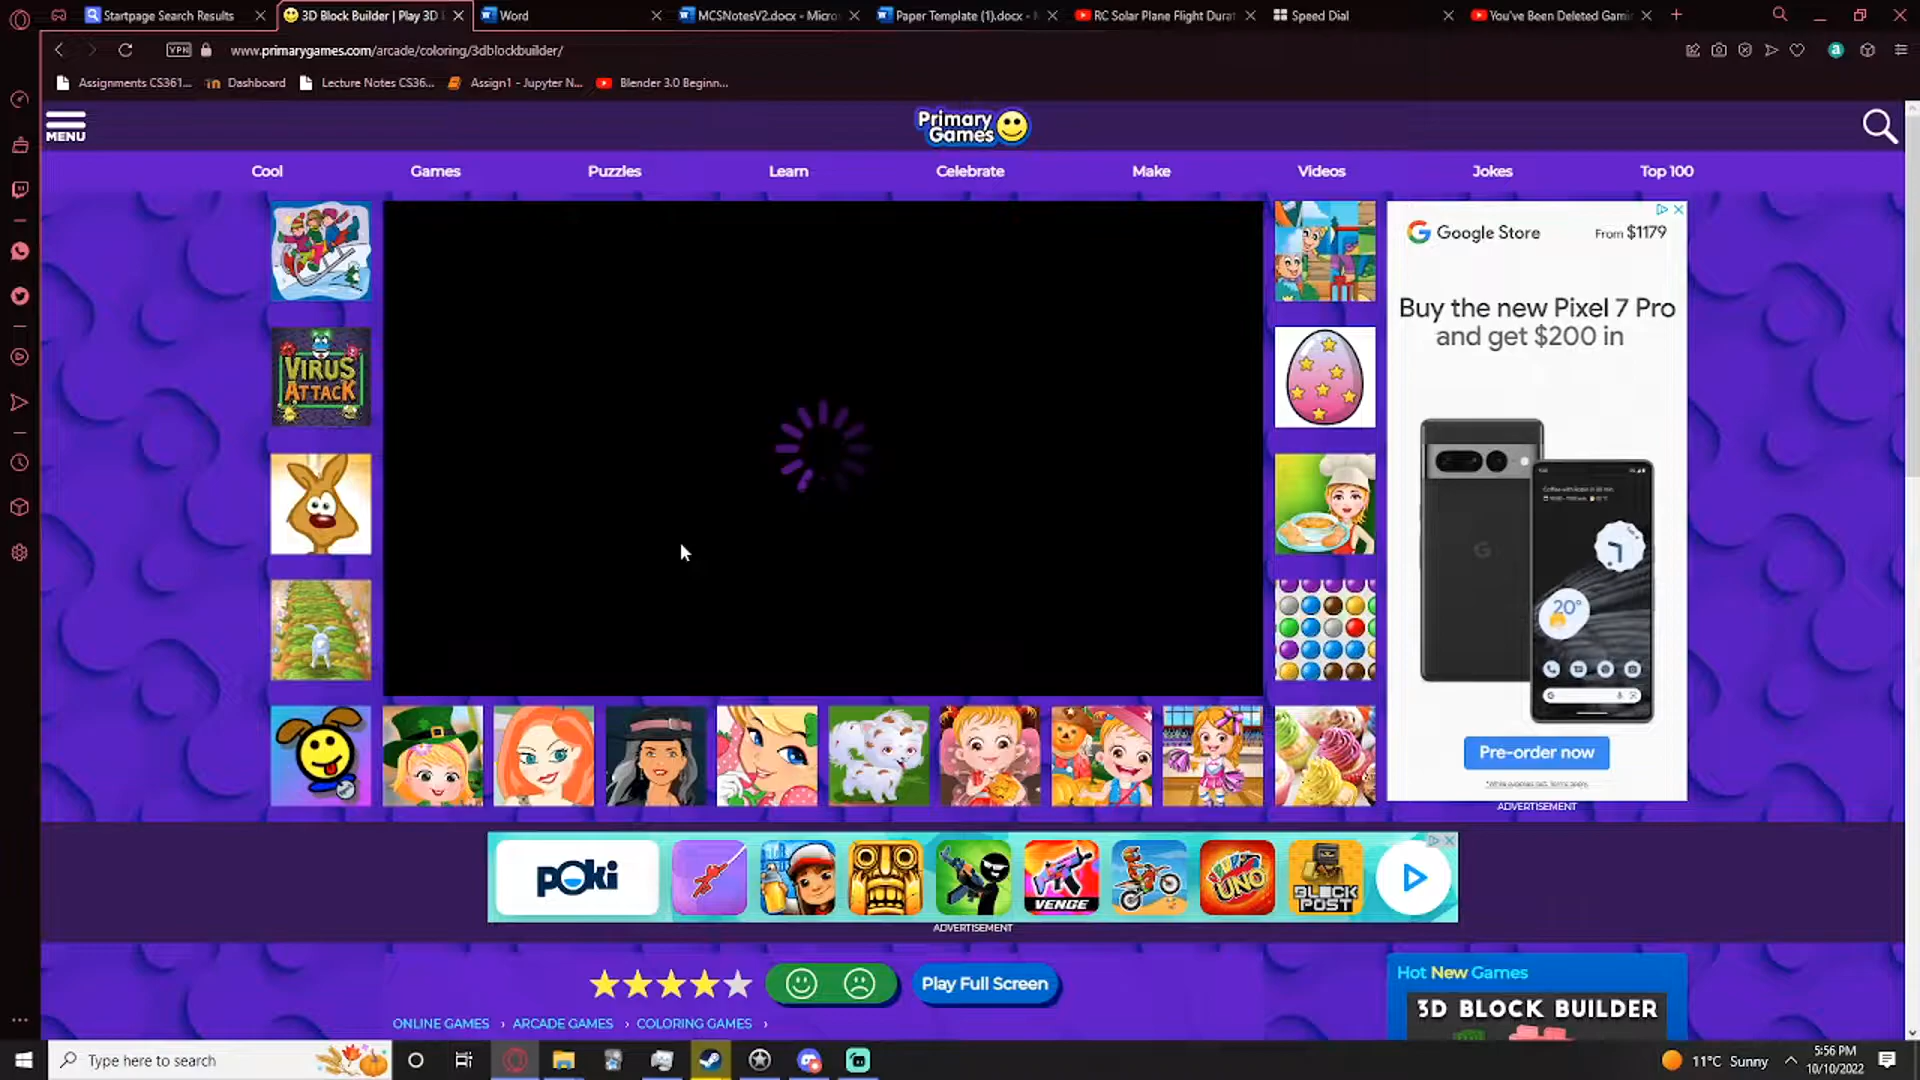 Startpage Search Results
3D Block Builder | Play 3D
Word
MCSNotesV2.docx - Micro
Paper Template (1).docx -
RC Solar Plane Flight Dura
Speed Dial
You've Been Deleted Gami
VPN
www.primarygames.com/arcade/coloring/3dblockbuilder/
Assignments CS361...
Dashboard
Lecture Notes CS36...
Assign1 - Jupyter N...
Blender 3.0 Beginn...
MENU
Primary
Games
Cool
Games
Puzzles
Learn
Celebrate
Make
Videos
Jokes
Top 100
VIRUS
ATTACK
Google Store
From $1179
Buy the new Pixel 7 Pro
and get $200 in
20°
Pre-order now
ADVERTISEMENT
poki
VENGE
UNO
BLOCK
POST
ADVERTISEMENT
Play Full Screen
Hot New Games
3D BLOCK BUILDER
ONLINE GAMES › ARCADE GAMES › COLORING GAMES ›
Type here to search
11°C Sunny
5:56 PM
10/10/2022